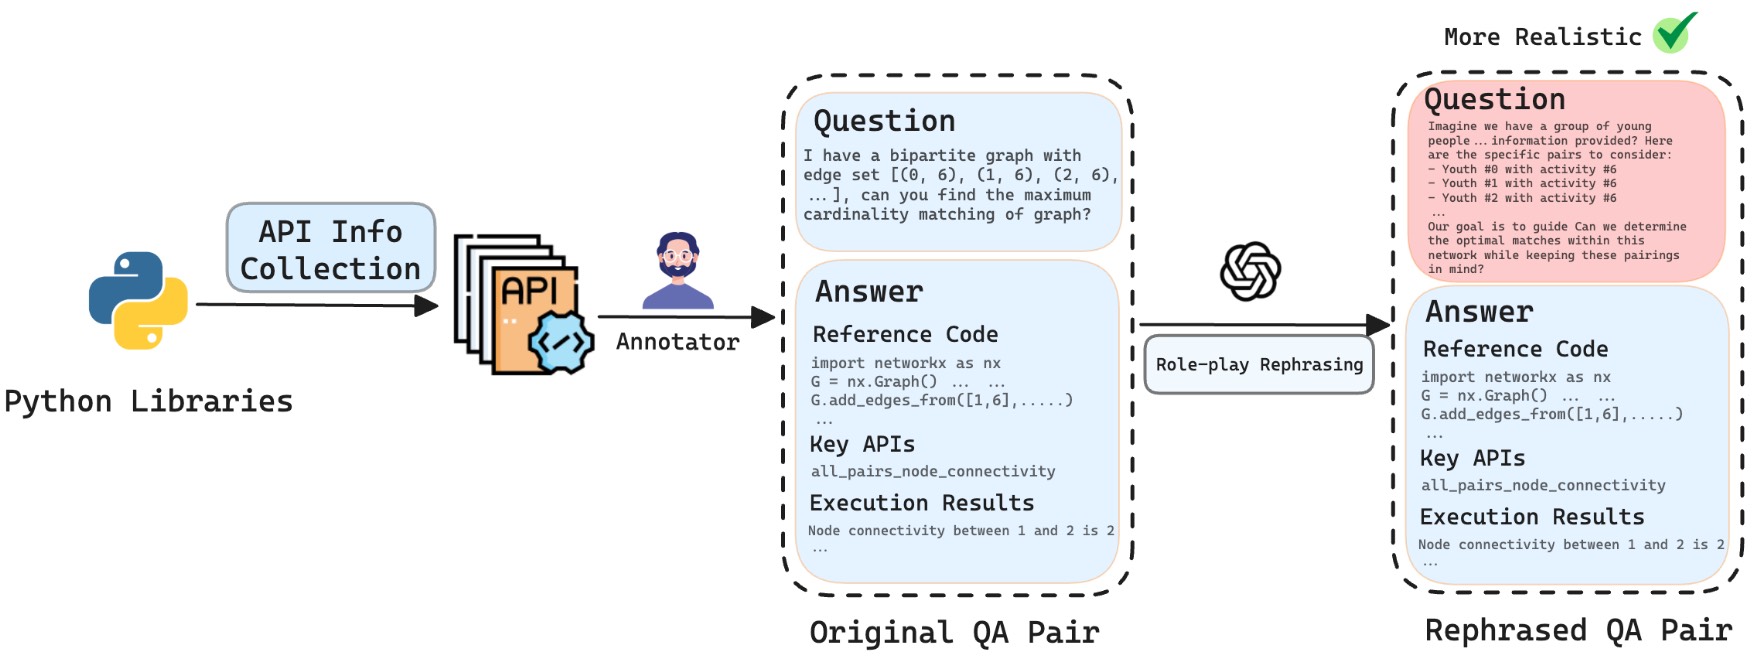 Python Libraries
API Info
Collection
API
Annotator
Question
I have a bipartite graph with
edge set [(0, 6), (1, 6), (2, 6),
...], can you find the maximum
cardinality matching of graph?
Answer
Reference Code
import networkx as nx
G = nx.Graph() ... ...
G.add_edges_from([1,6],.....)
...
Key APIs
all_pairs_node_connectivity
Execution Results
Node connectivity between 1 and 2 is 2
...
Original QA Pair
Role-play Rephrasing
More Realistic
Question
Imagine we have a group of young
people...information provided? Here
are the specific pairs to consider:
- Youth #0 with activity #6
- Youth #1 with activity #6
- Youth #2 with activity #6
...
Our goal is to guide Can we determine
the optimal matches within this
network while keeping these pairings
in mind?
Answer
Reference Code
import networkx as nx
G = nx.Graph() ... ...
G.add_edges_from([1,6],.....)
...
Key APIs
all_pairs_node_connectivity
Execution Results
Node connectivity between 1 and 2 is 2
...
Rephrased QA Pair